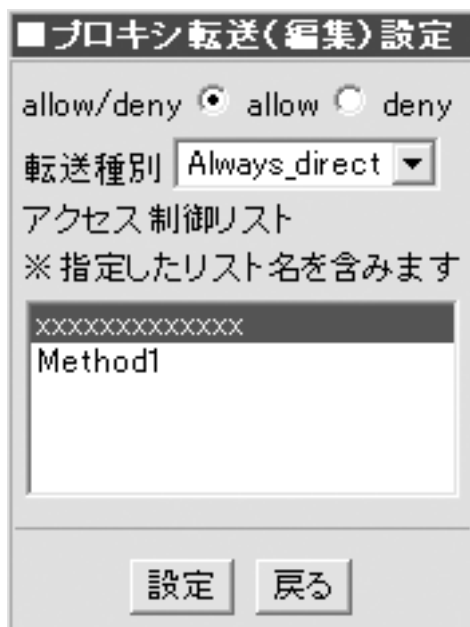 ■プロキシ転送(編集)設定
allow/deny allow deny
転送種別 Always_direct
アクセス制御リスト
※指定したリスト名を含みます
xxxxxxxxxxxxx
Method1
設定 戻る